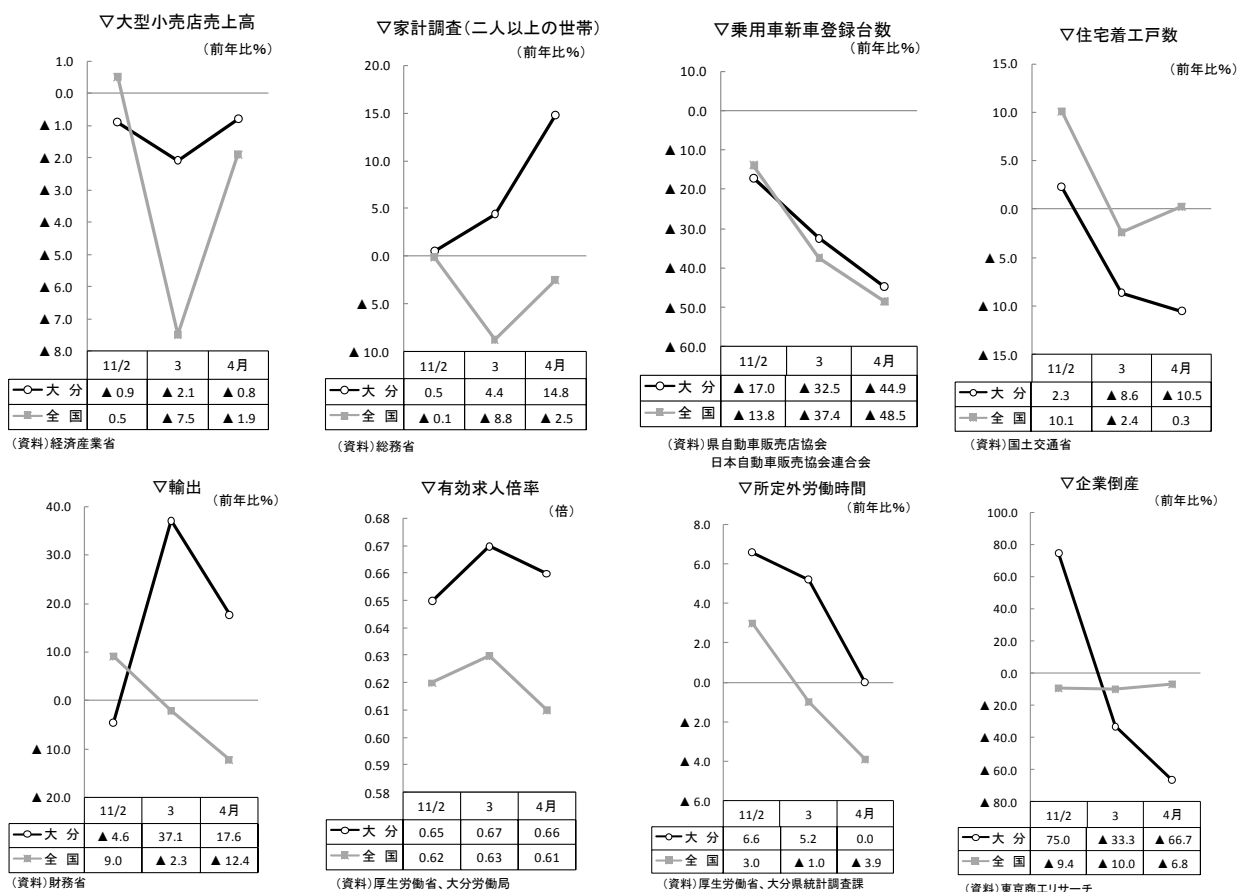 ▽大型小売店売上高
(前年比%)
1.0
0.0
▲ 1.0
▲ 2.0
▲ 3.0
▲ 4.0
▲ 5.0
▲ 6.0
▲ 7.0
▲ 8.0
11/2 3 4月
大 分 ▲ 0.9 ▲ 2.1 ▲ 0.8
全 国 0.5 ▲ 7.5 ▲ 1.9
(資料)経済産業省
▽家計調査(二人以上の世帯)
(前年比%)
20.0
15.0
10.0
5.0
0.0
▲ 5.0
▲ 10.0
11/2 3 4月
0.5 4.4 14.8
▲ 0.1 ▲ 8.8 ▲ 2.5
大 分
全 国
(資料)総務省
▽乗用車新車登録台数
(前年比%)
10.0
0.0
▲ 10.0
▲ 20.0
▲ 30.0
▲ 40.0
▲ 50.0
▲ 60.0
11/2 3 4月
大 分 ▲ 17.0 ▲ 32.5 ▲ 44.9
全 国 ▲ 13.8 ▲ 37.4 ▲ 48.5
(資料)県自動車販売店協会
日本自動車販売協会連合会
▽住宅着工戸数
(前年比%)
15.0
10.0
5.0
0.0
▲ 5.0
▲ 10.0
▲ 15.0
11/2 3 4月
大 分 2.3 ▲ 8.6 ▲ 10.5
全 国 10.1 ▲ 2.4 0.3
(資料)国土交通省
▽輸出
(前年比%)
40.0
30.0
20.0
10.0
0.0
▲ 10.0
▲ 20.0
11/2 3 4月
大 分 ▲ 4.6 37.1 17.6
全 国 9.0 ▲ 2.3 ▲ 12.4
(資料)財務省
▽有効求人倍率
(倍)
0.68
0.67
0.66
0.65
0.64
0.63
0.62
0.61
0.60
0.59
0.58
11/2 3 4月
大 分 0.65 0.67 0.66
全 国 0.62 0.63 0.61
(資料)厚生労働省、大分労働局
▽所定外労働時間
(前年比%)
8.0
6.0
4.0
2.0
0.0
▲ 2.0
▲ 4.0
▲ 6.0
11/2 3 4月
大 分 6.6 5.2 0.0
全 国 3.0 ▲ 1.0 ▲ 3.9
(資料)厚生労働省、大分県統計調査課
▽企業倒産
(前年比%)
100.0
80.0
60.0
40.0
20.0
0.0
▲ 20.0
▲ 40.0
▲ 60.0
▲ 80.0
11/2 3 4月
大 分 75.0 ▲ 33.3 ▲ 66.7
全 国 ▲ 9.4 ▲ 10.0 ▲ 6.8
(資料)東京商工リサーチ